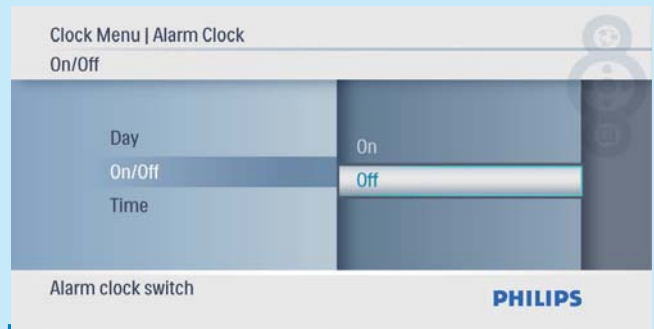 Clock Menu | Alarm Clock
On/Off
Day
On/Off
Time
On
Off
Alarm clock switch
PHILIPS